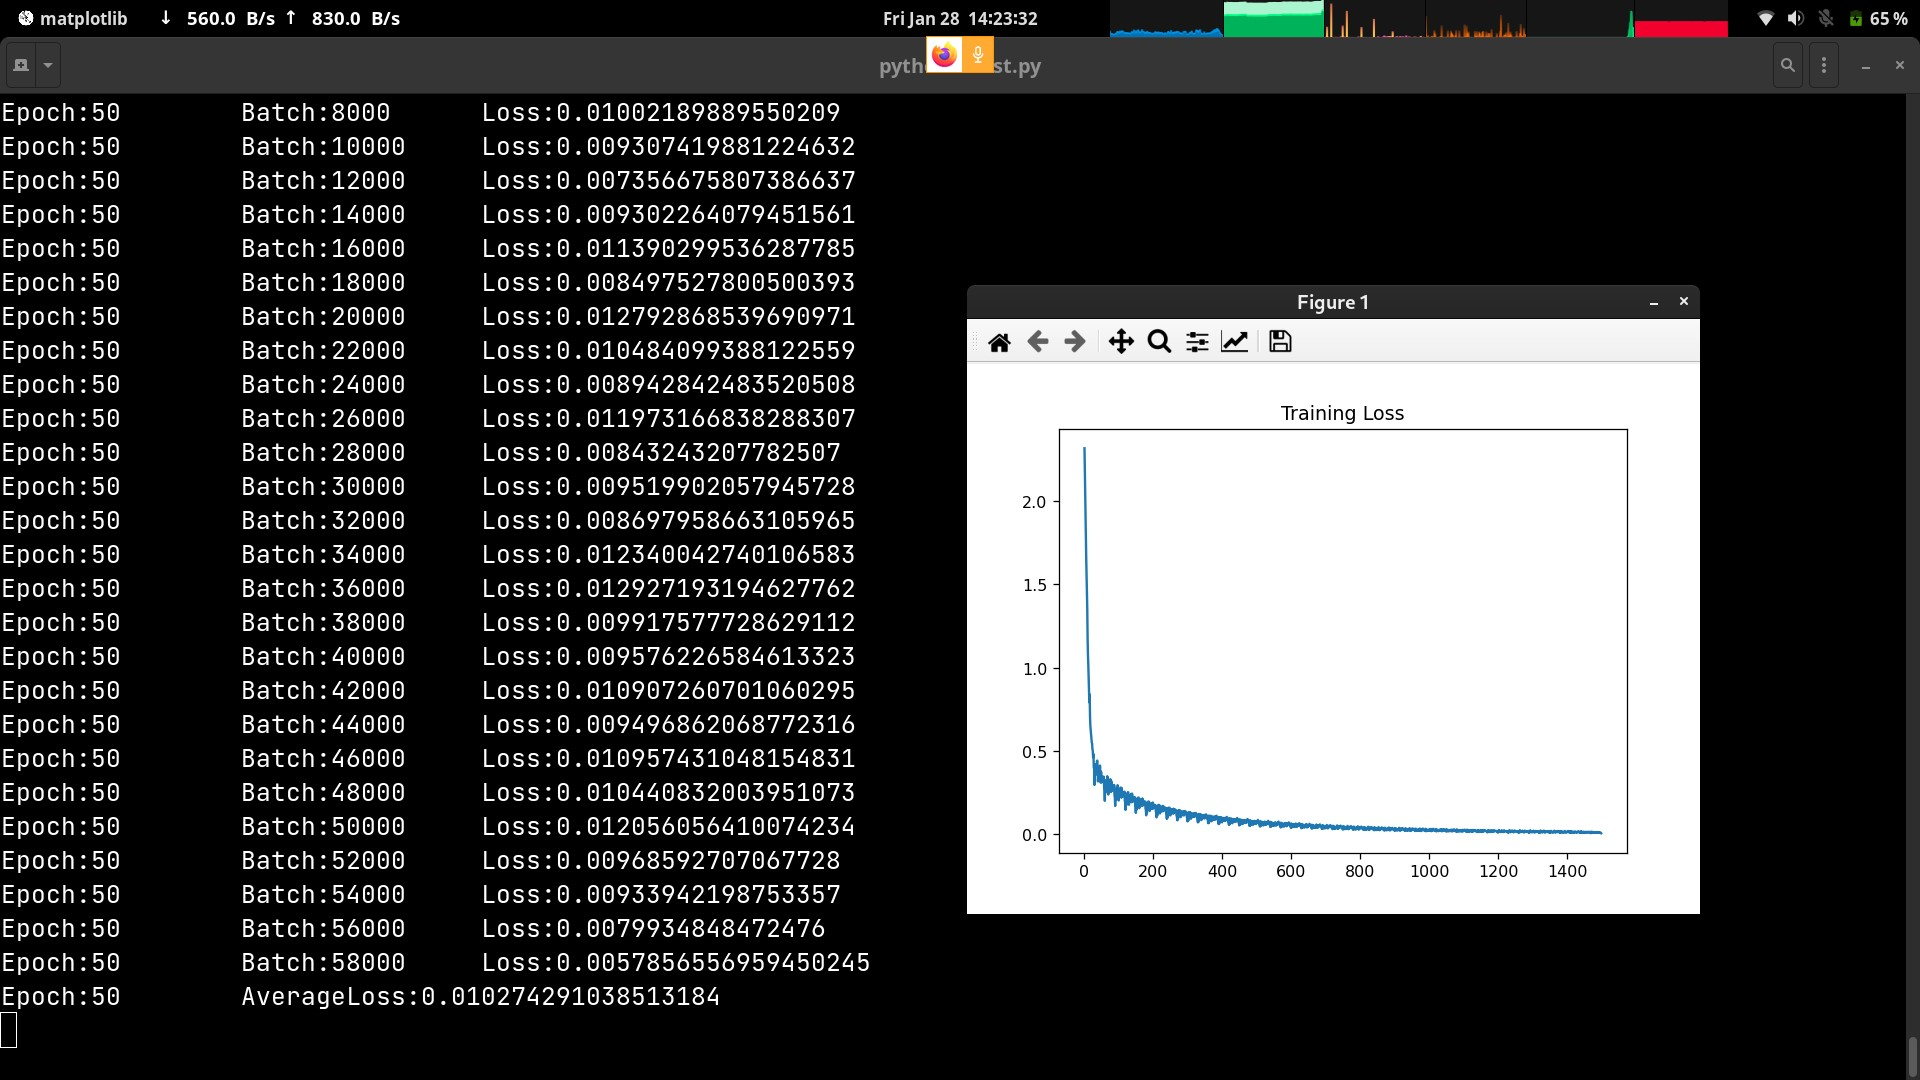 matplotlib ↓ 560.0 B/s ↑ 830.0 B/s Fri Jan 28 14:23:32 65 %
pyth st.py
Epoch:50 Batch:8000 Loss:0.01002189889550209
Epoch:50 Batch:10000 Loss:0.009307419881224632
Epoch:50 Batch:12000 Loss:0.007356675807386637
Epoch:50 Batch:14000 Loss:0.009302264079451561
Epoch:50 Batch:16000 Loss:0.011390299536287785
Epoch:50 Batch:18000 Loss:0.008497527800500393
Epoch:50 Batch:20000 Loss:0.012792868539690971
Epoch:50 Batch:22000 Loss:0.010484099388122559
Epoch:50 Batch:24000 Loss:0.008942842483520508
Epoch:50 Batch:26000 Loss:0.011973166838288307
Epoch:50 Batch:28000 Loss:0.00843243207782507
Epoch:50 Batch:30000 Loss:0.009519902057945728
Epoch:50 Batch:32000 Loss:0.008697958663105965
Epoch:50 Batch:34000 Loss:0.012340042740106583
Epoch:50 Batch:36000 Loss:0.012927193194627762
Epoch:50 Batch:38000 Loss:0.009917577728629112
Epoch:50 Batch:40000 Loss:0.009576226584613323
Epoch:50 Batch:42000 Loss:0.010907260701060295
Epoch:50 Batch:44000 Loss:0.009496862068772316
Epoch:50 Batch:46000 Loss:0.010957431048154831
Epoch:50 Batch:48000 Loss:0.010440832003951073
Epoch:50 Batch:50000 Loss:0.012056056410074234
Epoch:50 Batch:52000 Loss:0.00968592707067728
Epoch:50 Batch:54000 Loss:0.00933942198753357
Epoch:50 Batch:56000 Loss:0.00799348484724​76
Epoch:50 Batch:58000 Loss:0.0057856556959450245
Epoch:50 AverageLoss:0.010274291038513184
Figure 1
Training Loss
2.0
1.5
1.0
0.5
0.0
0 200 400 600 800 1000 1200 1400